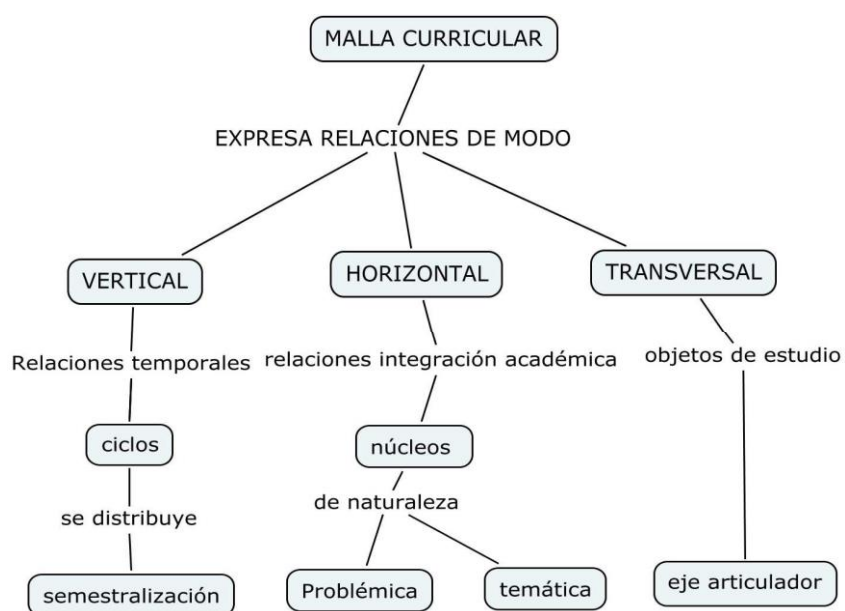 MALLA CURRICULAR
EXPRESA RELACIONES DE MODO
VERTICAL
HORIZONTAL
TRANSVERSAL
Relaciones temporales
relaciones integración académica
objetos de estudio
ciclos
núcleos
se distribuye
de naturaleza
semestralización
Problémica
temática
eje articulador